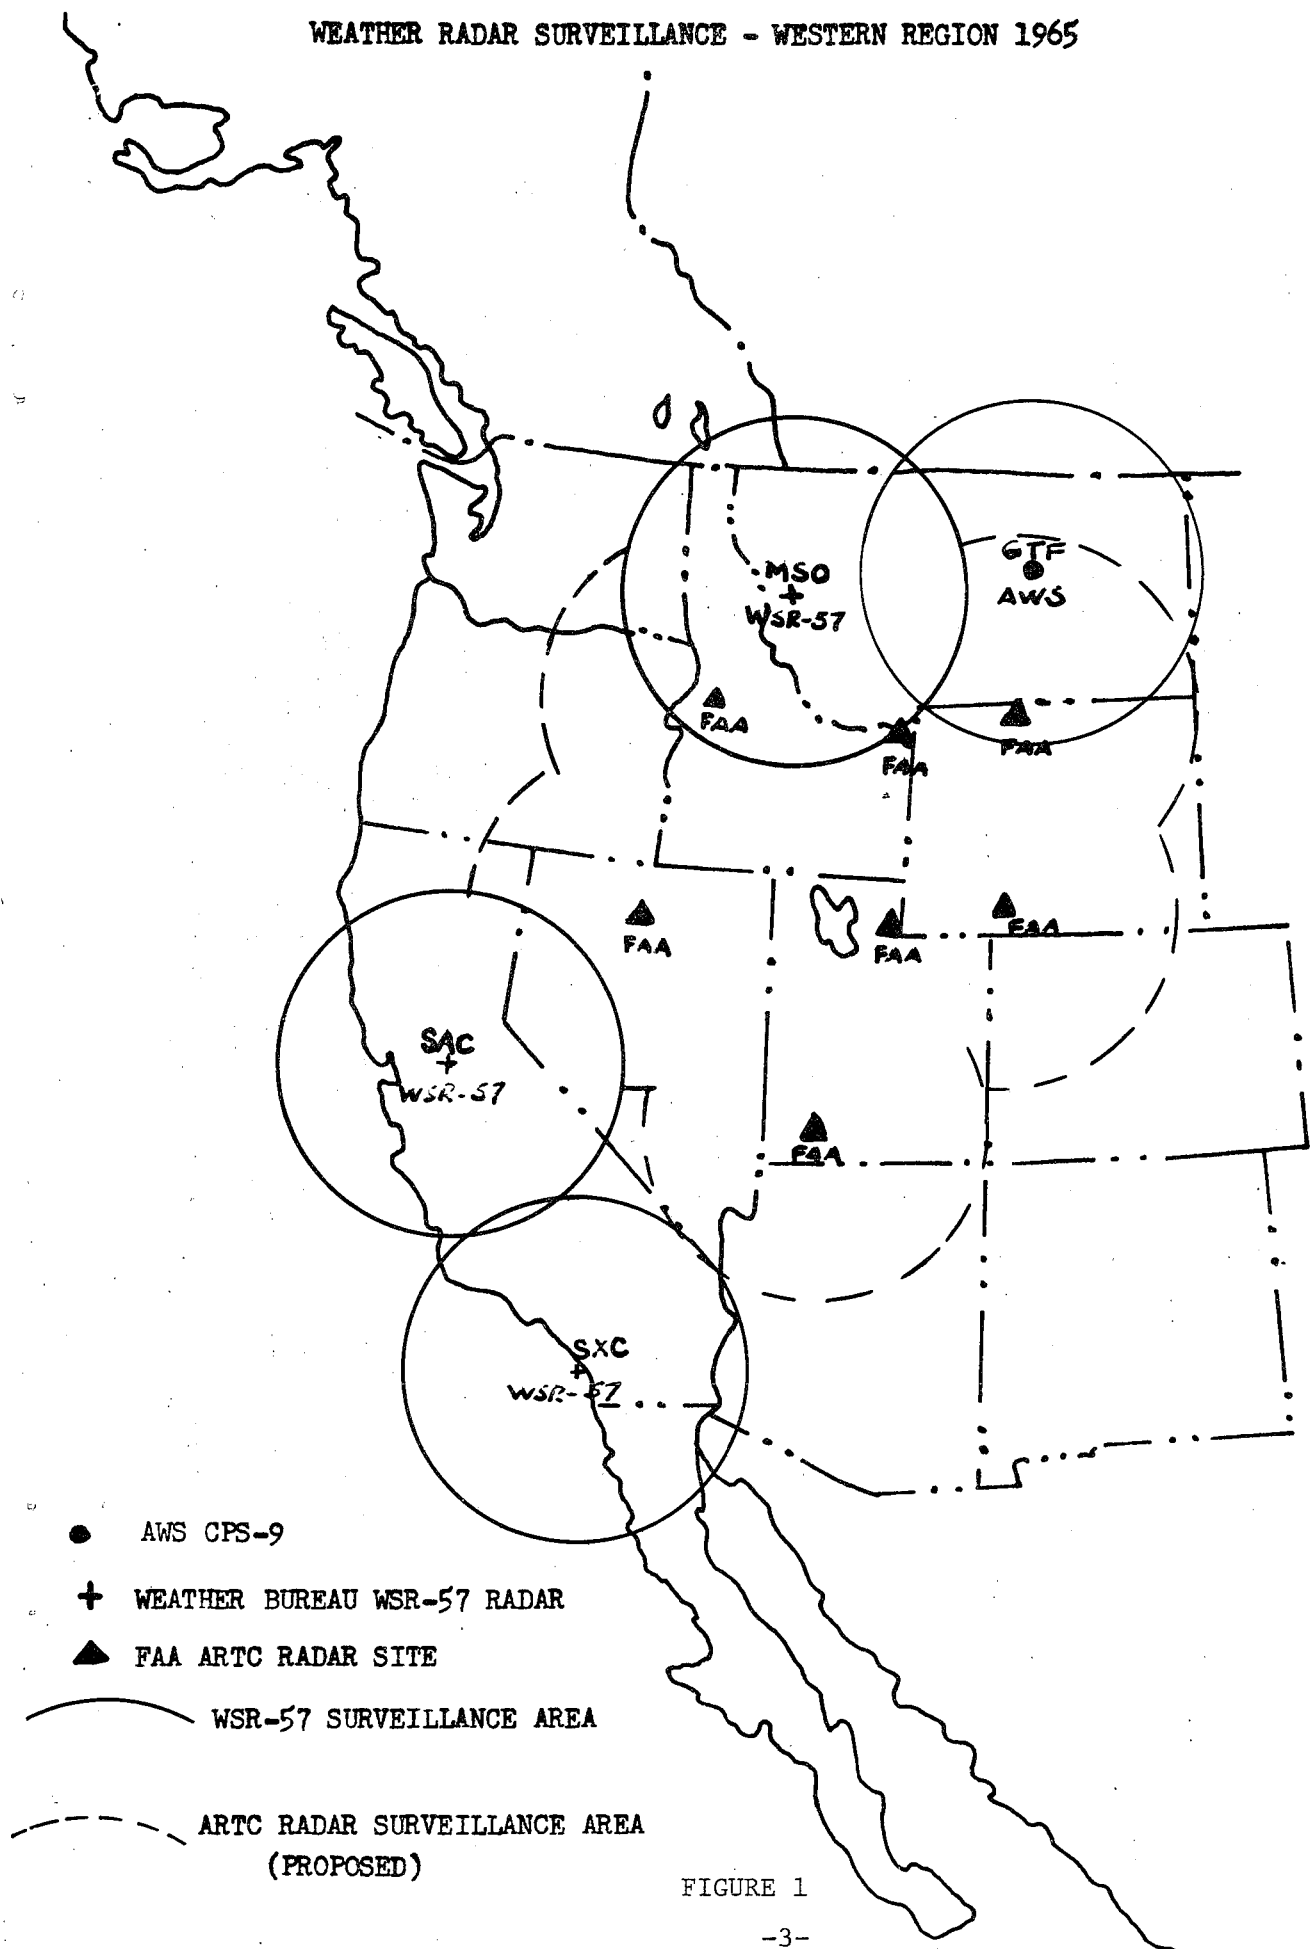 WEATHER RADAR SURVEILLANCE - WESTERN REGION 1965
GTF
AWS
MSO
WSR-57
FAA
FAA
FAA
FAA
FAA
FAA
SAC
WSR-57
FAA
SXC
WSR-57
AWS CPS-9
WEATHER BUREAU WSR-57 RADAR
FAA ARTC RADAR SITE
WSR-57 SURVEILLANCE AREA
ARTC RADAR SURVEILLANCE AREA
(PROPOSED)
FIGURE 1
-3-